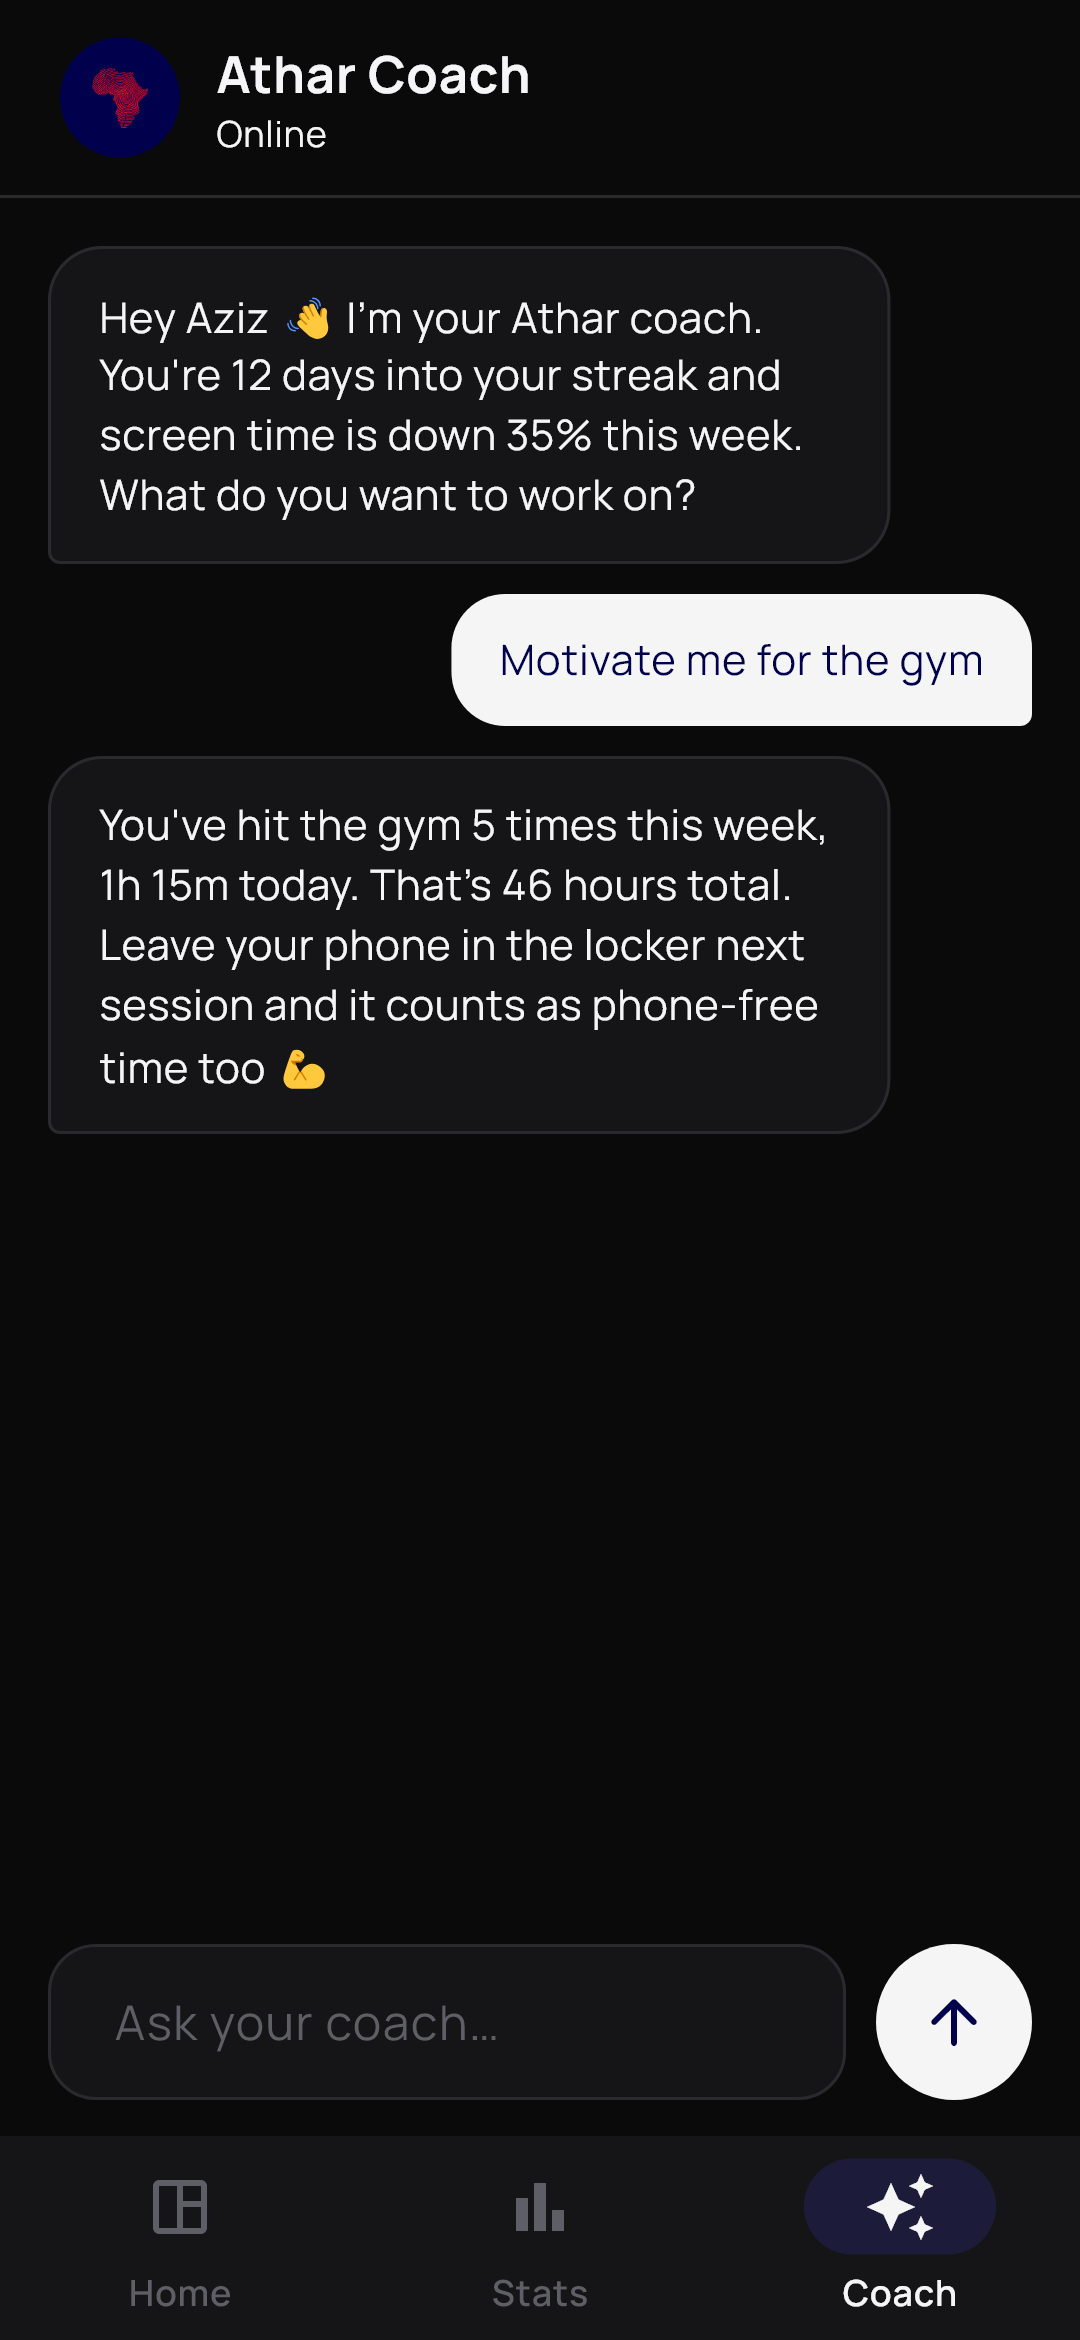 Athar Coach
Online
Hey Aziz 👋 I'm your Athar coach.
You're 12 days into your streak and
screen time is down 35% this week.
What do you want to work on?
Motivate me for the gym
You've hit the gym 5 times this week,
1h 15m today. That's 46 hours total.
Leave your phone in the locker next
session and it counts as phone-free
time too 💪
Ask your coach...
Home
Stats
Coach